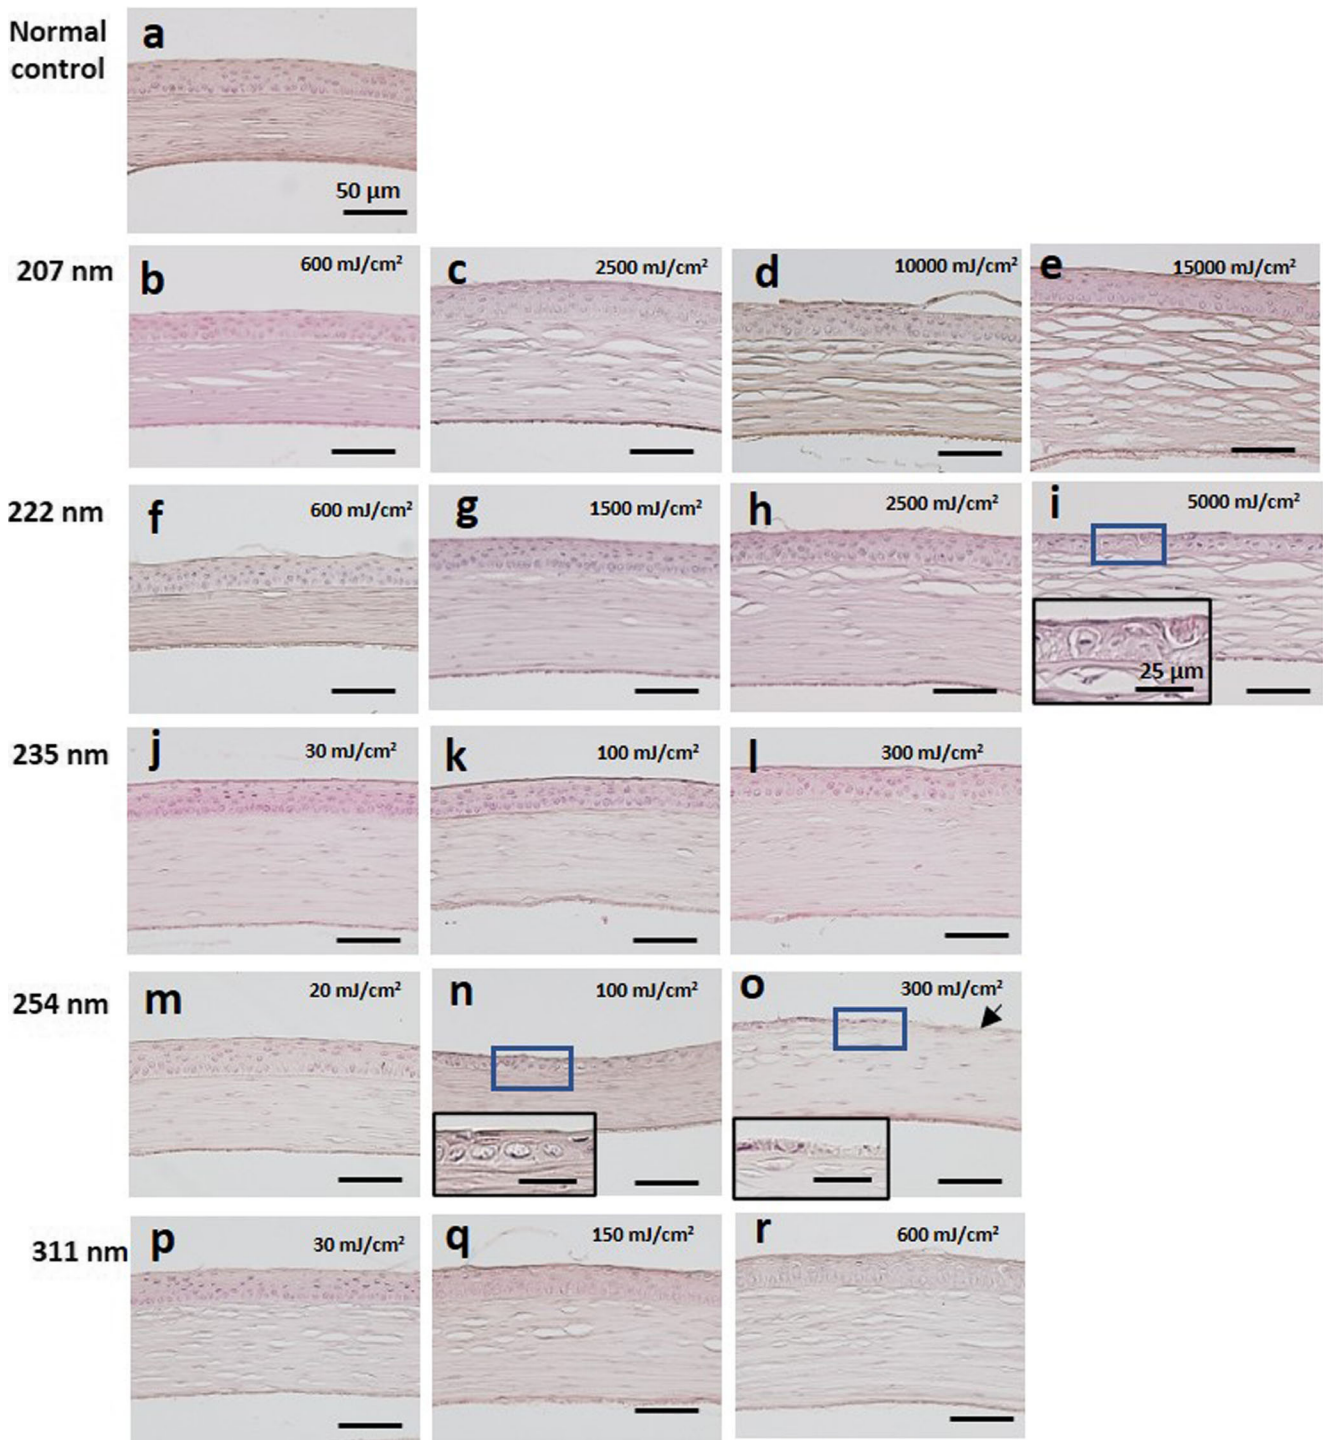 Normal
control
a
50 µm
207 nm
b
600 mJ/cm²
c
2500 mJ/cm²
d
10000 mJ/cm²
e
15000 mJ/cm²
222 nm
f
600 mJ/cm²
g
1500 mJ/cm²
h
2500 mJ/cm²
i
5000 mJ/cm²
25 µm
235 nm
j
30 mJ/cm²
k
100 mJ/cm²
l
300 mJ/cm²
254 nm
m
20 mJ/cm²
n
100 mJ/cm²
o
300 mJ/cm²
311 nm
p
30 mJ/cm²
q
150 mJ/cm²
r
600 mJ/cm²